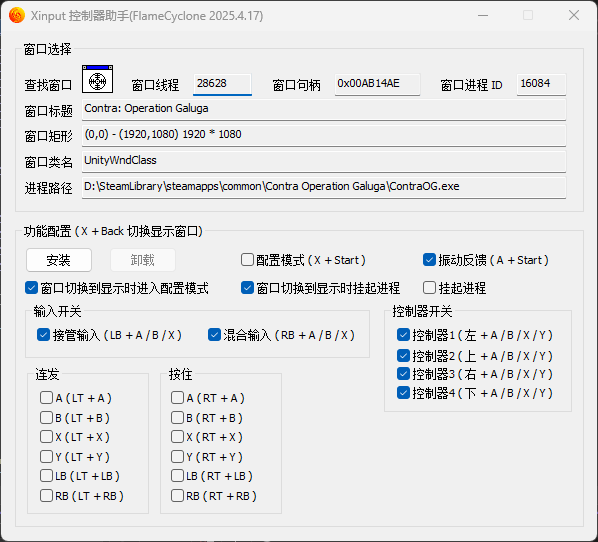 Xinput 控制器助手(FlameCyclone 2025.4.17)
窗口选择
查找窗口 窗口线程 28628 窗口句柄 0x00AB14AE 窗口进程 ID 16084
窗口标题 Contra: Operation Galuga
窗口矩形 (0,0) - (1920,1080) 1920 * 1080
窗口类名 UnityWndClass
进程路径 D:\SteamLibrary\steamapps\common\Contra Operation Galuga\ContraOG.exe
功能配置 ( X + Back 切换显示窗口)
安装 卸载 配置模式 ( X + Start ) 振动反馈 ( A + Start )
窗口切换到显示时进入配置模式 窗口切换到显示时挂起进程 挂起进程
输入开关
接管输入 ( LB + A / B / X ) 混合输入 ( RB + A / B / X )
控制器开关
控制器1 ( 左 + A / B / X / Y )
控制器2 ( 上 + A / B / X / Y )
控制器3 ( 右 + A / B / X / Y )
控制器4 ( 下 + A / B / X / Y )
连发
A ( LT + A )
B ( LT + B )
X ( LT + X )
Y ( LT + Y )
LB ( LT + LB )
RB ( LT + RB )
按住
A ( RT + A )
B ( RT + B )
X ( RT + X )
Y ( RT + Y )
LB ( RT + LB )
RB ( RT + RB )